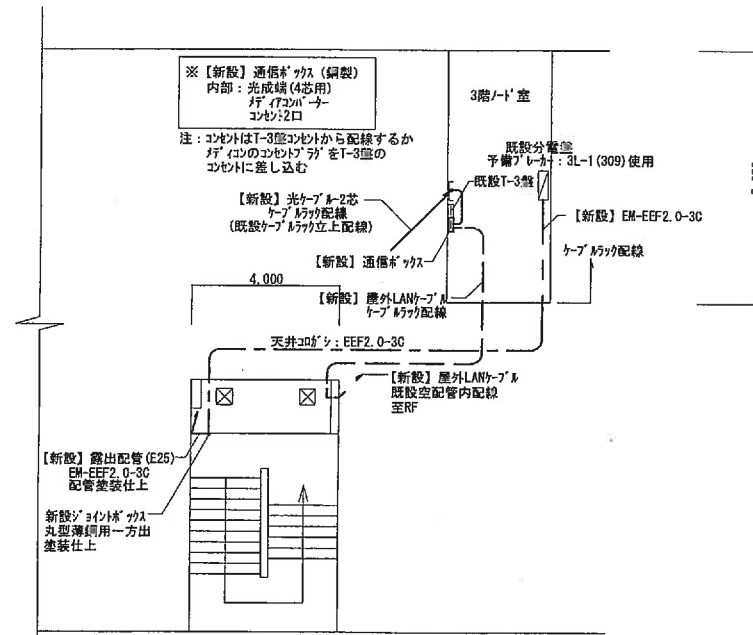 ※【新設】通信ボックス(鋼製)
内部:光成端(4芯用)
メディアコンバーター
コンセント2口
注:コンセントはT-3盤コンセントから配線するか
メディコンのコンセントプラグをT-3盤の
コンセントに差し込む
3階ノード室
既設分電盤
予備ブレーカー:3L-1(309)使用
既設T-3盤
【新設】光ケーブル-2芯
ケーブルラック配線
(既設ケーブルラック立上配線)
【新設】EM-EEF2.0-3C
ケーブルラック配線
【新設】通信ボックス
4,000
【新設】屋外LANケーブル
ケーブルラック配線
天井コロガシ:EEF2.0-3C
【新設】屋外LANケーブル
既設空配管内配線
至RF
【新設】露出配管(E25)
EM-EEF2.0-3C
配管塗装仕上
新設ジョイントボックス
丸型薄鋼用一方出
塗装仕上